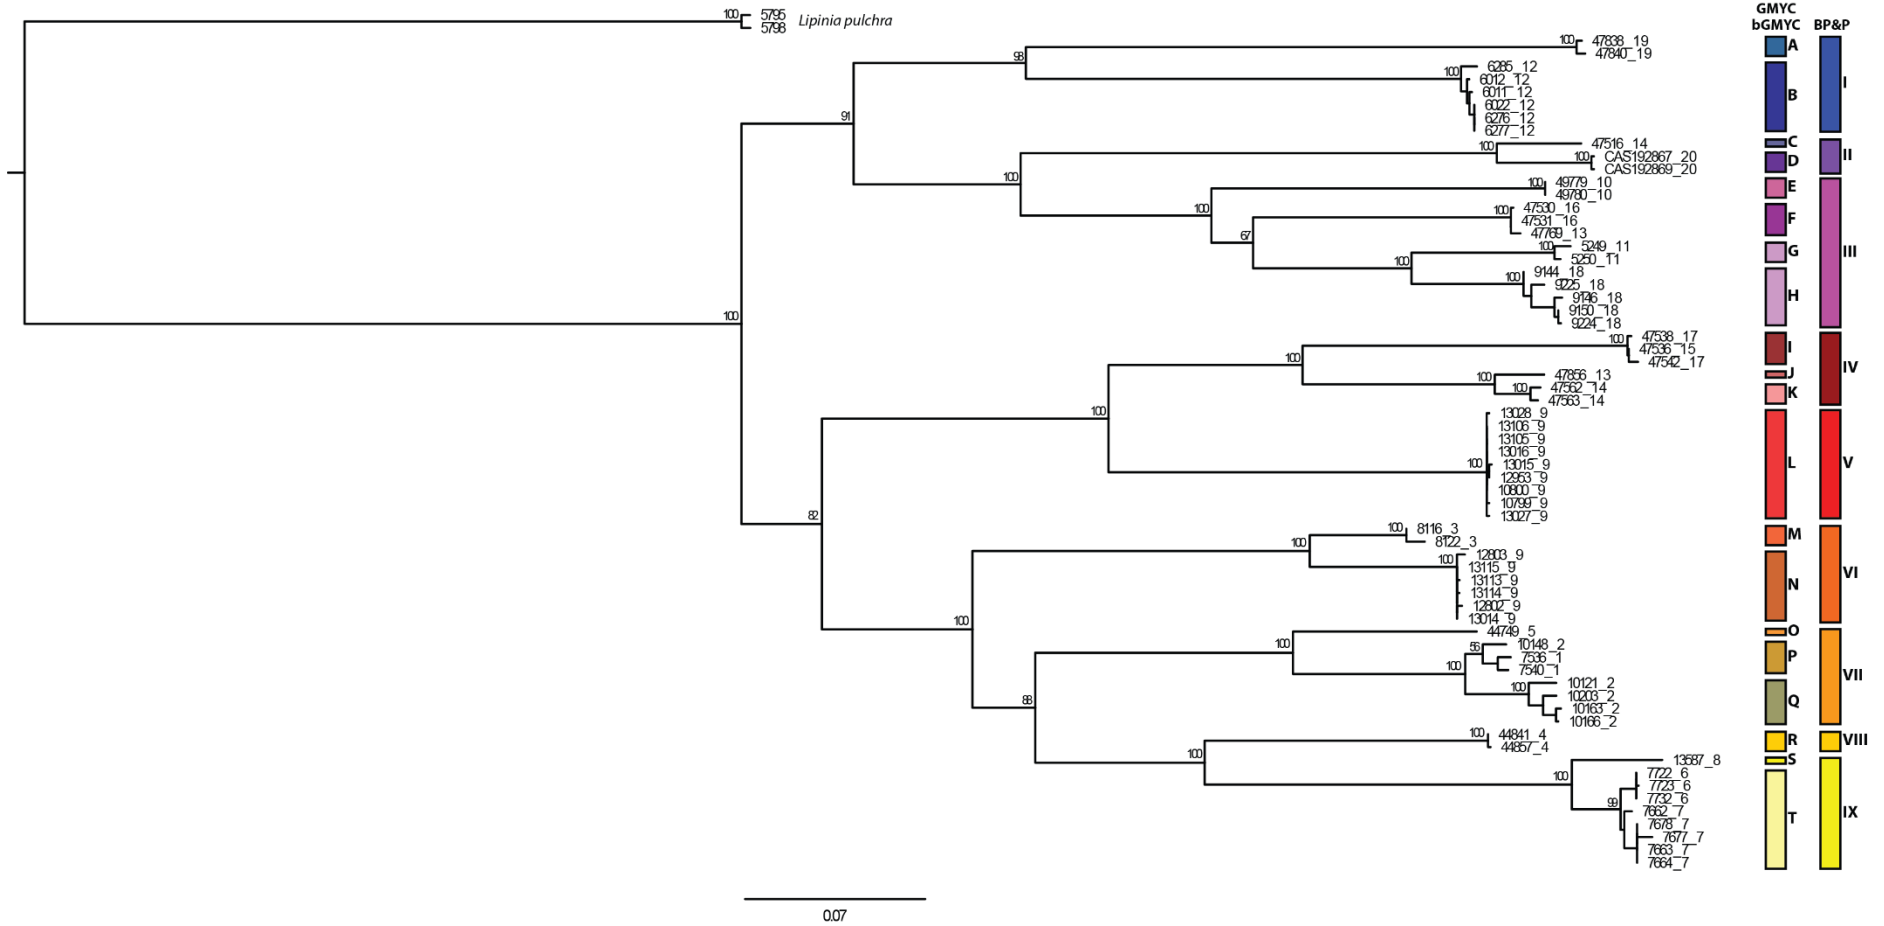 GMYC
bGMYC BP&P
100 5795
5798
Lipinia pulchra
100 47838_19
47840_19
A
98
I
100 6285_12
6012_12
6011_12
6022_12
6276_12
6277_12
B
91
100 47516_14
C
II
100 CAS192867_20
CAS192869_20
D
100
100 49779_10
49780_10
E
100
100 47530_16
47531_16
47769_13
F
67
III
100 5249_11
5250_11
G
100
100 9144_18
9225_18
9146_18
9150_18
9224_18
H
100
100 47538_17
47536_15
47542_17
I
100
IV
100 47856_13
J
100 47562_14
47563_14
K
100
13028_9
13106_9
13105_9
13016_9
100 13015_9
12953_9
10800_9
10799_9
13027_9
L
V
82
100 8116_3
8122_3
M
100
VI
100 12803_9
13115_9
13113_9
13114_9
12802_9
13014_9
N
100
44749_5
O
100
56 10148_2
7536_1
7540_1
P
100
VII
100 10121_2
10203_2
10163_2
10166_2
Q
88
100 44841_4
44857_4
R
VIII
100
13587_8
S
100
7722_6
7723_6
7732_6
99
7662_7
7678_7
7677_7
7663_7
7664_7
T
IX
0.07